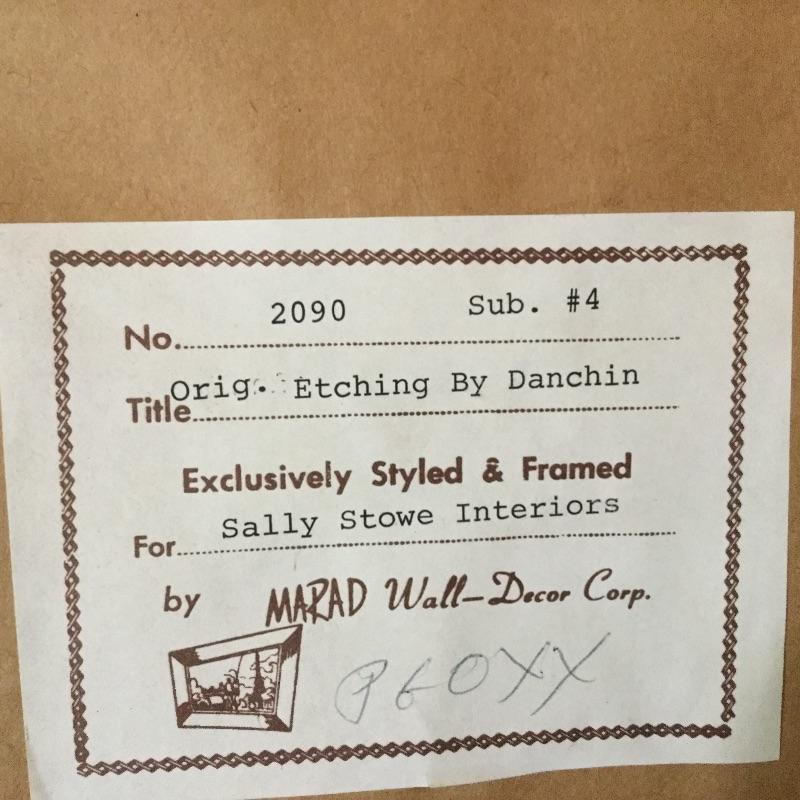 No. 2090 Sub. #4
Title Orig. Etching By Danchin
Exclusively Styled & Framed
For Sally Stowe Interiors
by MARAD Wall-Decor Corp.
PGOXX